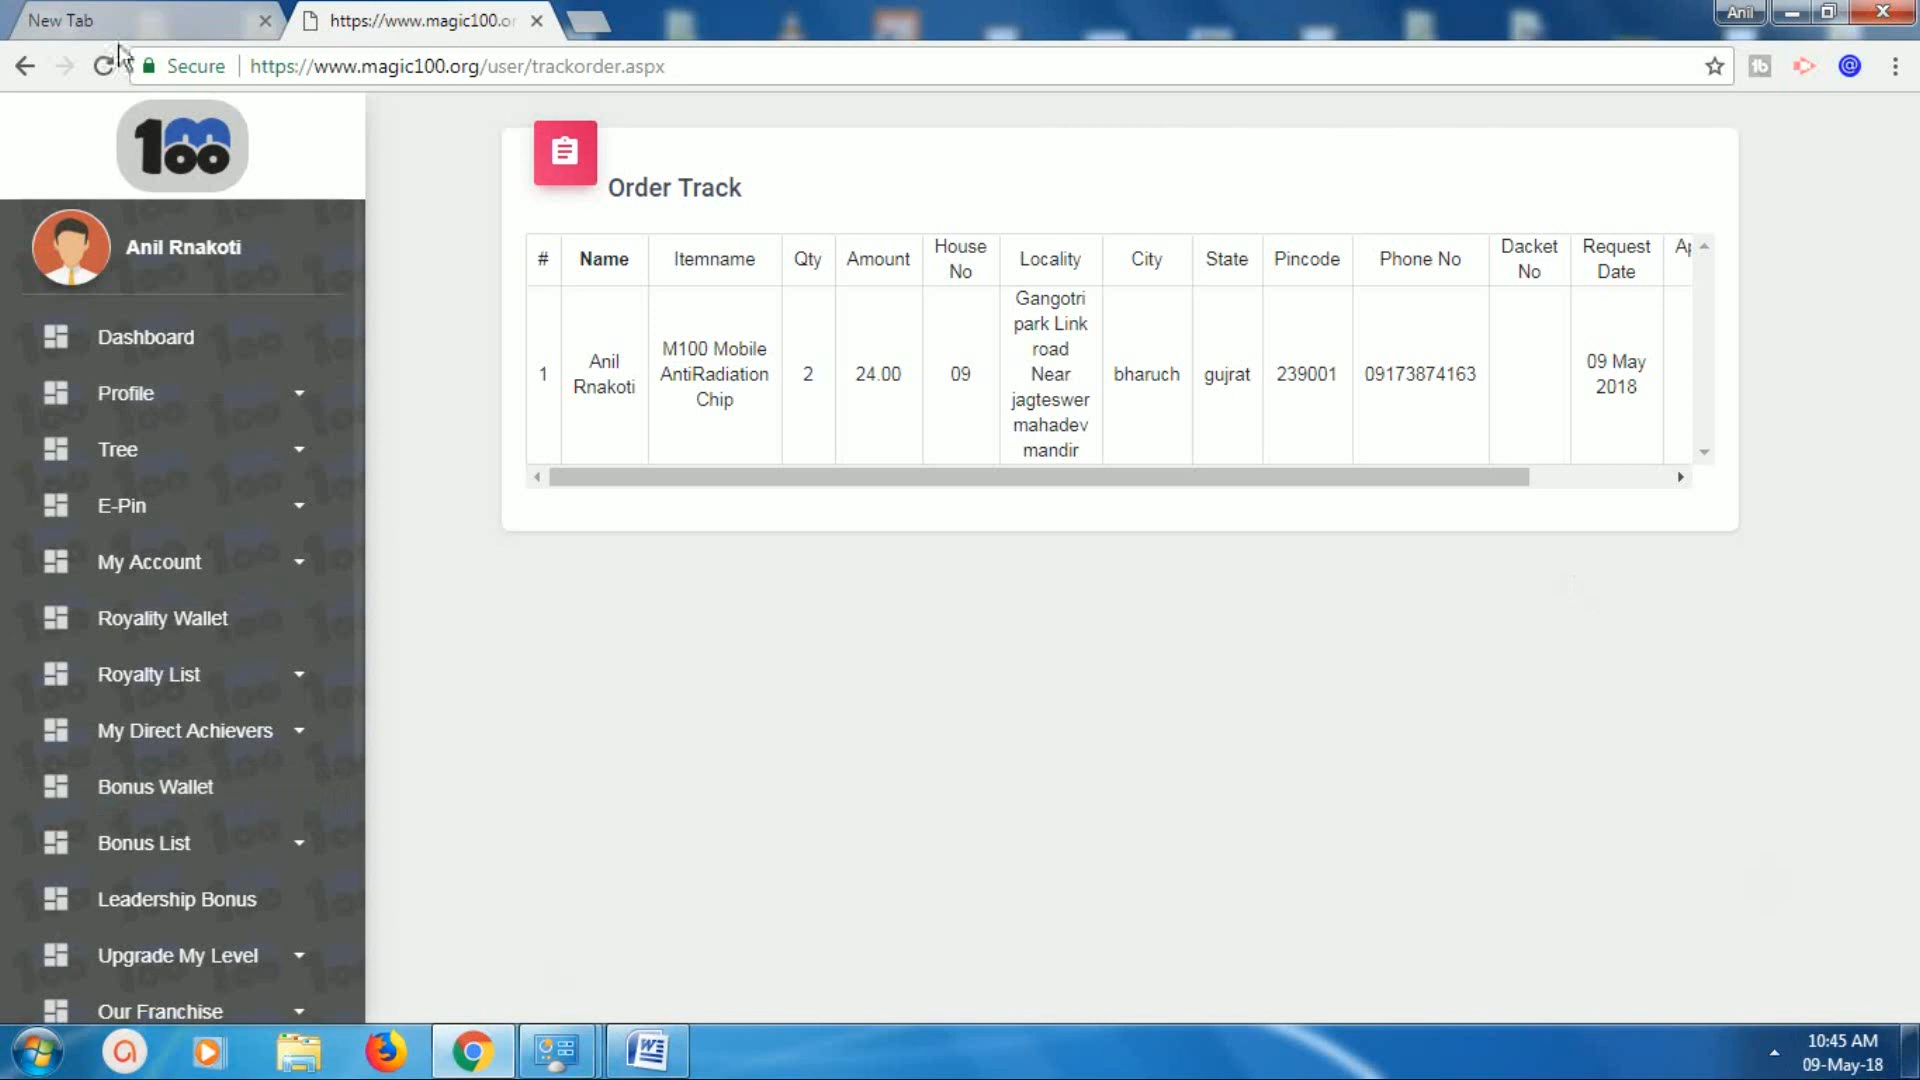 New Tab
https://www.magic100.or
Anil
Secure
https://www.magic100.org/user/trackorder.aspx
100
Anil Rnakoti
Dashboard
Profile
Tree
E-Pin
My Account
Royality Wallet
Royalty List
My Direct Achievers
Bonus Wallet
Bonus List
Leadership Bonus
Upgrade My Level
Our Franchise
Order Track
# Name Itemname Qty Amount House No Locality City State Pincode Phone No Dacket No Request Date
1 Anil Rnakoti M100 Mobile AntiRadiation Chip 2 24.00 09 Gangotri park Link road Near jagteswer mahadev mandir bharuch gujrat 239001 09173874163 09 May 2018
10:45 AM
09-May-18